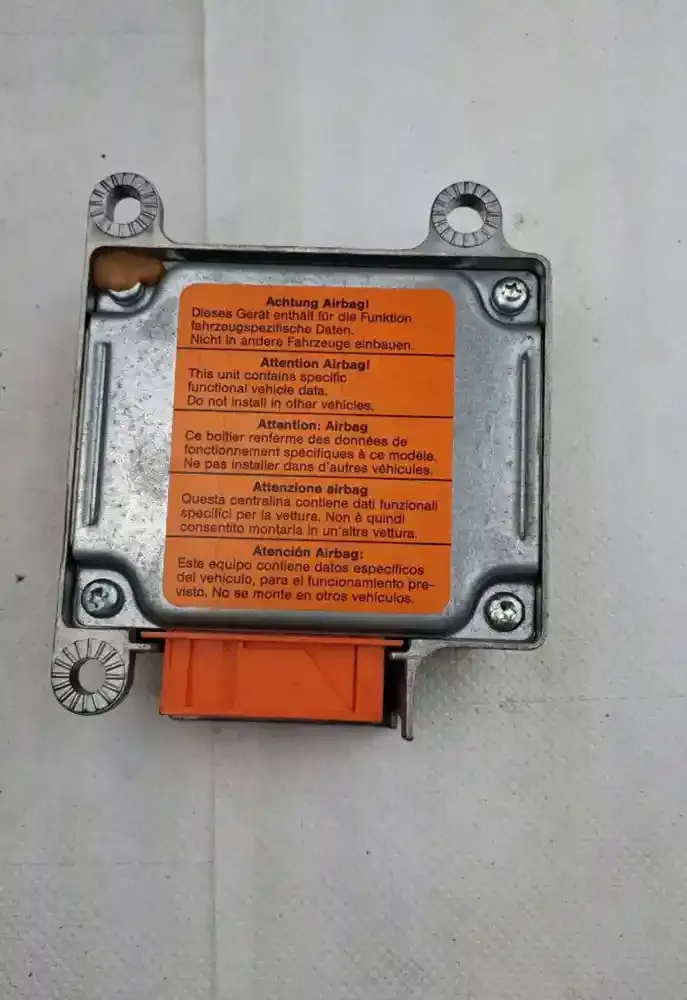 Achtung Airbag!
Dieses Gerät enthält für die Funktion
fahrzeugspezifische Daten.
Nicht in andere Fahrzeuge einbauen.
Attention Airbag!
This unit contains specific
functional vehicle data.
Do not install in other vehicles.
Attention: Airbag
Ce boîtier renferme des données de
fonctionnement spécifiques à ce modèle.
Ne pas installer dans d'autres véhicules.
Attenzione airbag
Questa centralina contiene dati funzionali
specifici per la vettura. Non è quindi
consentito montarla in un'altra vettura.
Atención Airbag:
Este equipo contiene datos específicos
del vehículo, para el funcionamiento pre-
visto. No se monte en otros vehículos.